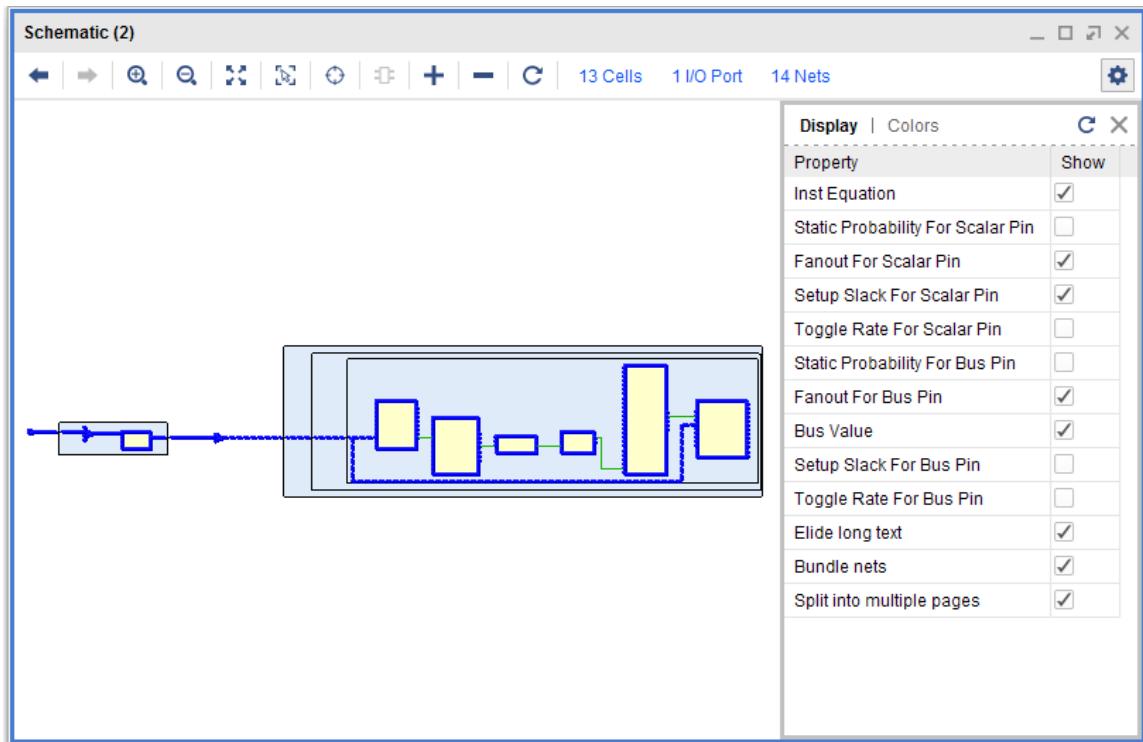 Schematic (2)
13 Cells 1 I/O Port 14 Nets
Display | Colors
Property Show
Inst Equation
Static Probability For Scalar Pin
Fanout For Scalar Pin
Setup Slack For Scalar Pin
Toggle Rate For Scalar Pin
Static Probability For Bus Pin
Fanout For Bus Pin
Bus Value
Setup Slack For Bus Pin
Toggle Rate For Bus Pin
Elide long text
Bundle nets
Split into multiple pages